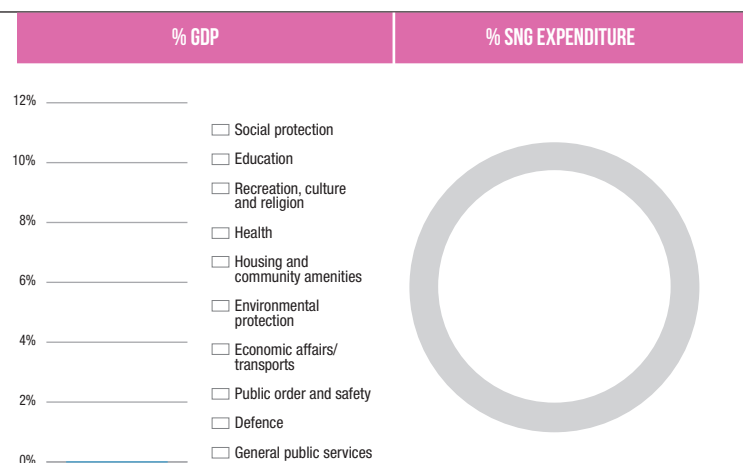 % GDP
% SNG EXPENDITURE
12%
10%
8%
6%
4%
2%
0%
Social protection
Education
Recreation, culture
and religion
Health
Housing and
community amenities
Environmental
protection
Economic affairs/
transports
Public order and safety
Defence
General public services